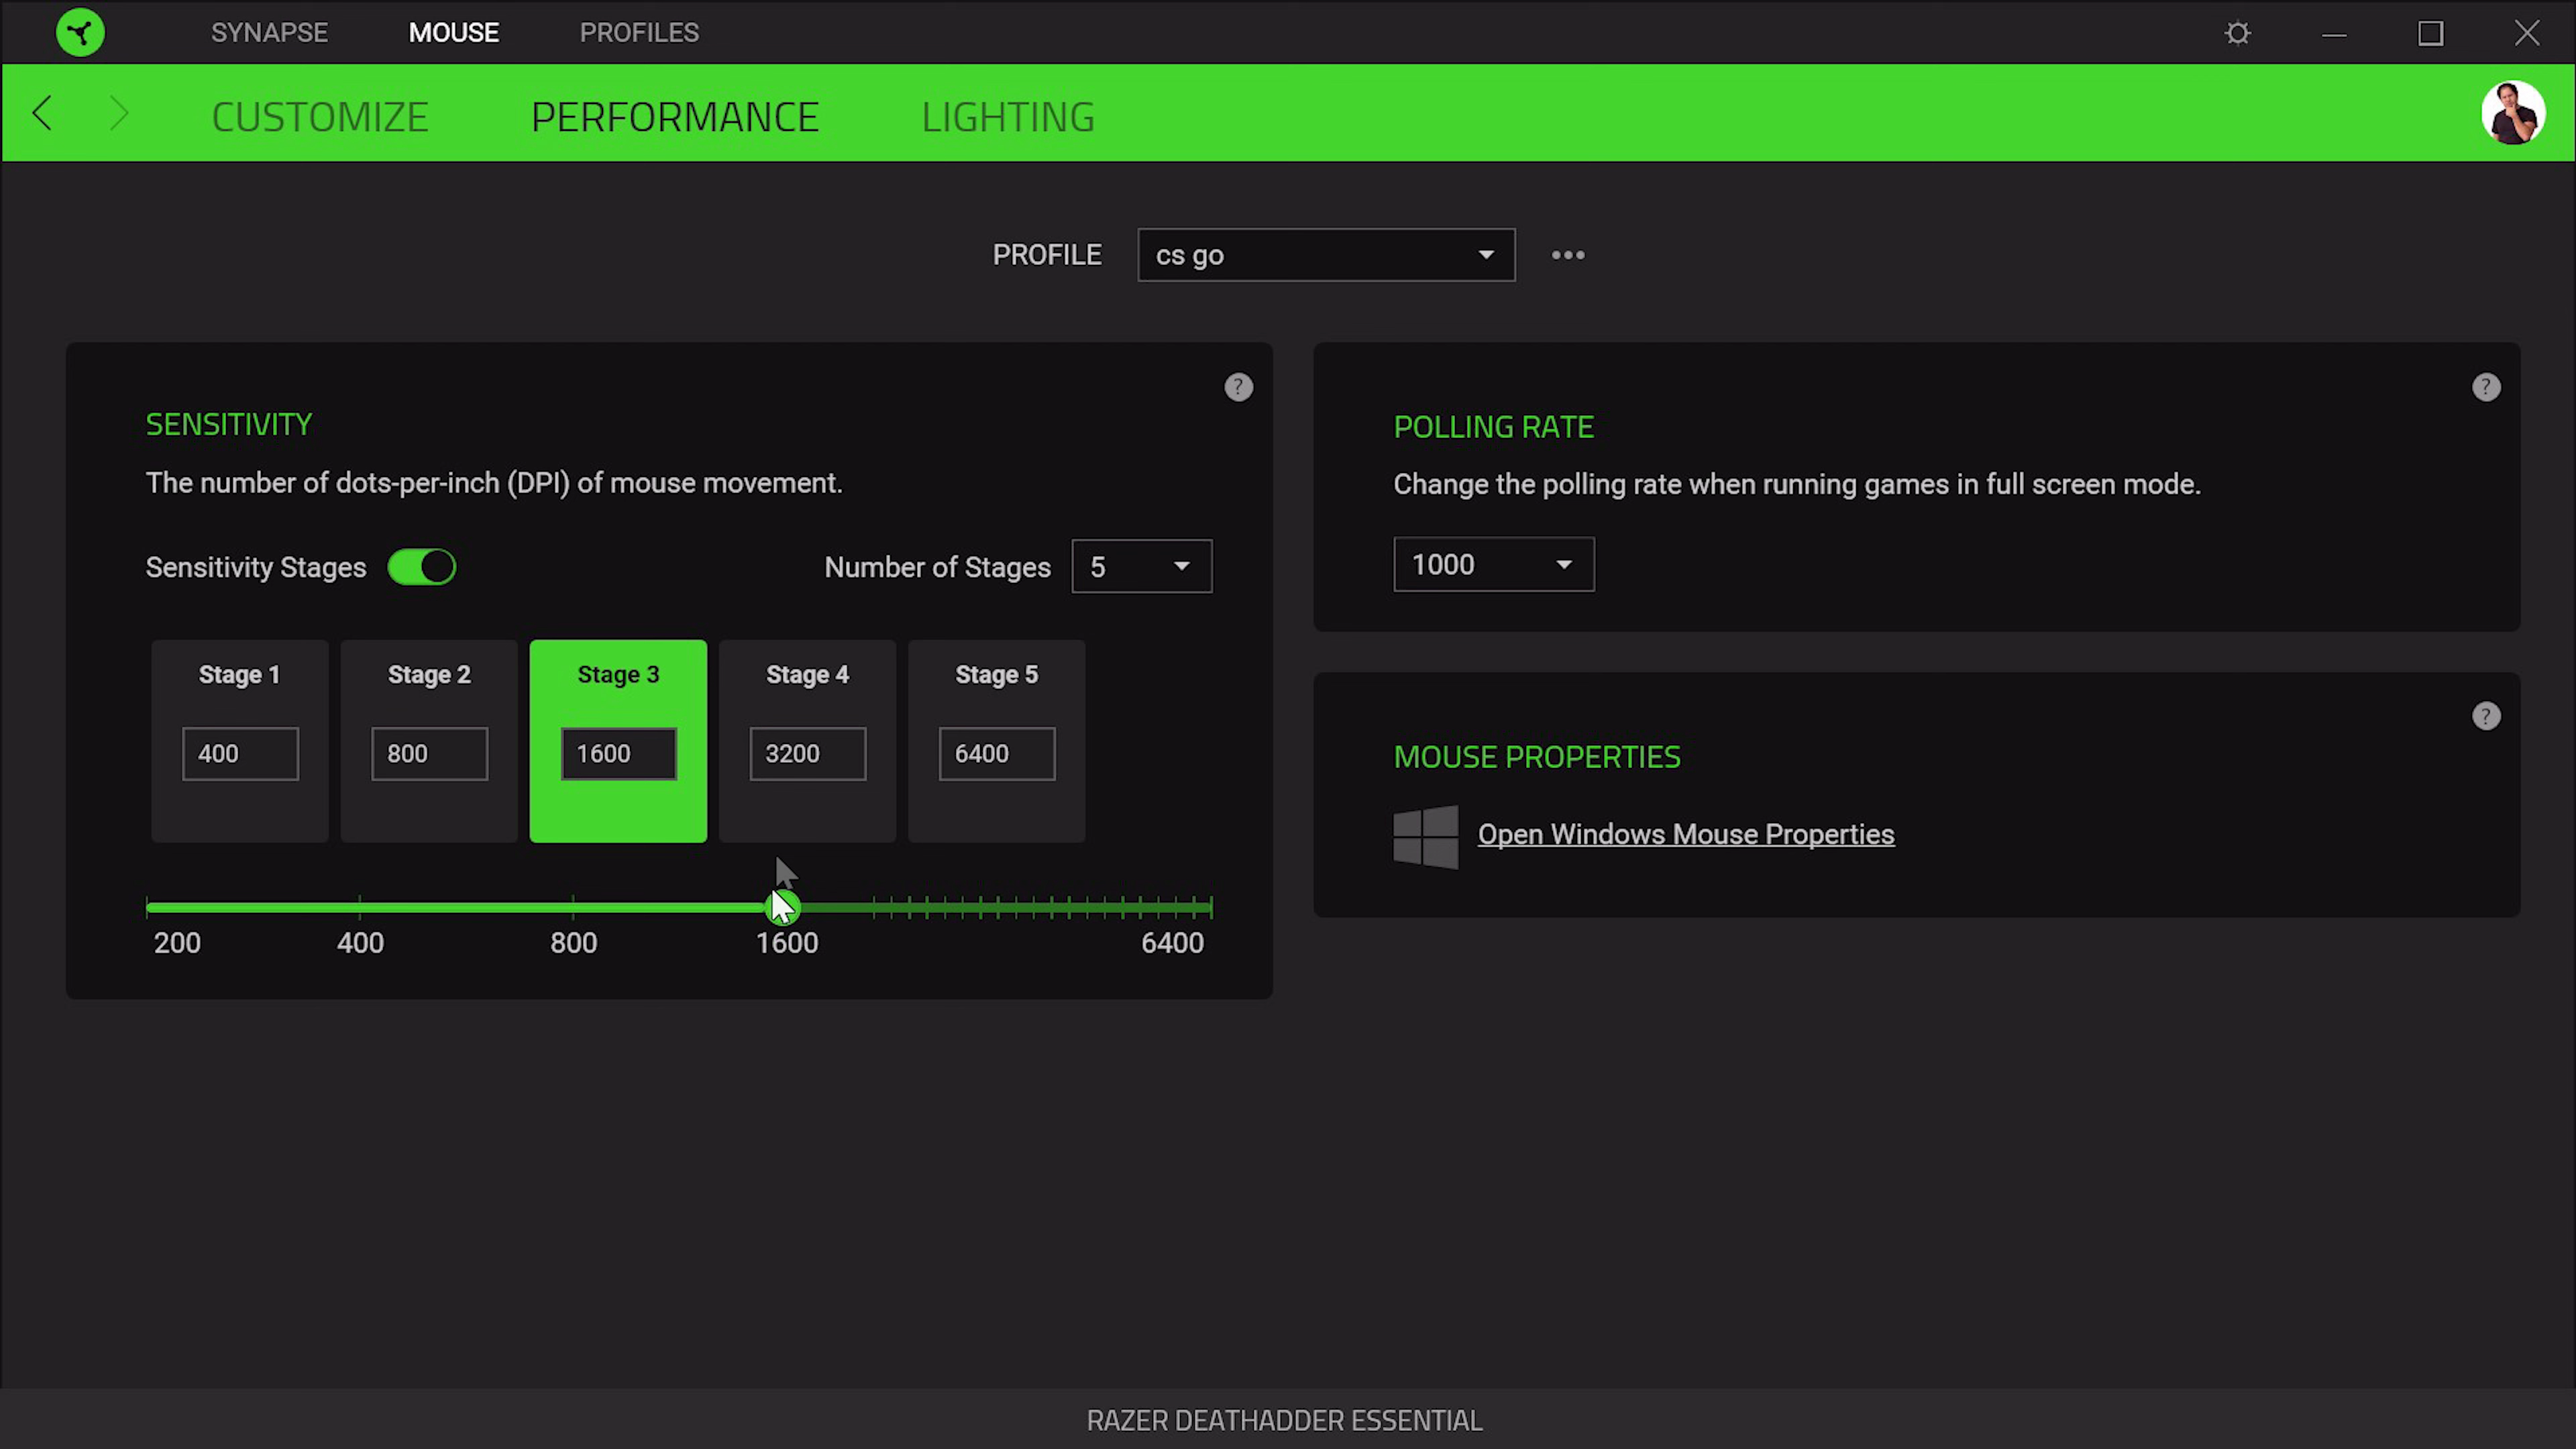 SYNAPSE MOUSE PROFILES
CUSTOMIZE PERFORMANCE LIGHTING
PROFILE cs go
SENSITIVITY
The number of dots-per-inch (DPI) of mouse movement.
Sensitivity Stages Number of Stages 5
Stage 1 Stage 2 Stage 3 Stage 4 Stage 5
400 800 1600 3200 6400
200 400 800 1600 6400
POLLING RATE
Change the polling rate when running games in full screen mode.
1000
MOUSE PROPERTIES
Open Windows Mouse Properties
RAZER DEATHADDER ESSENTIAL